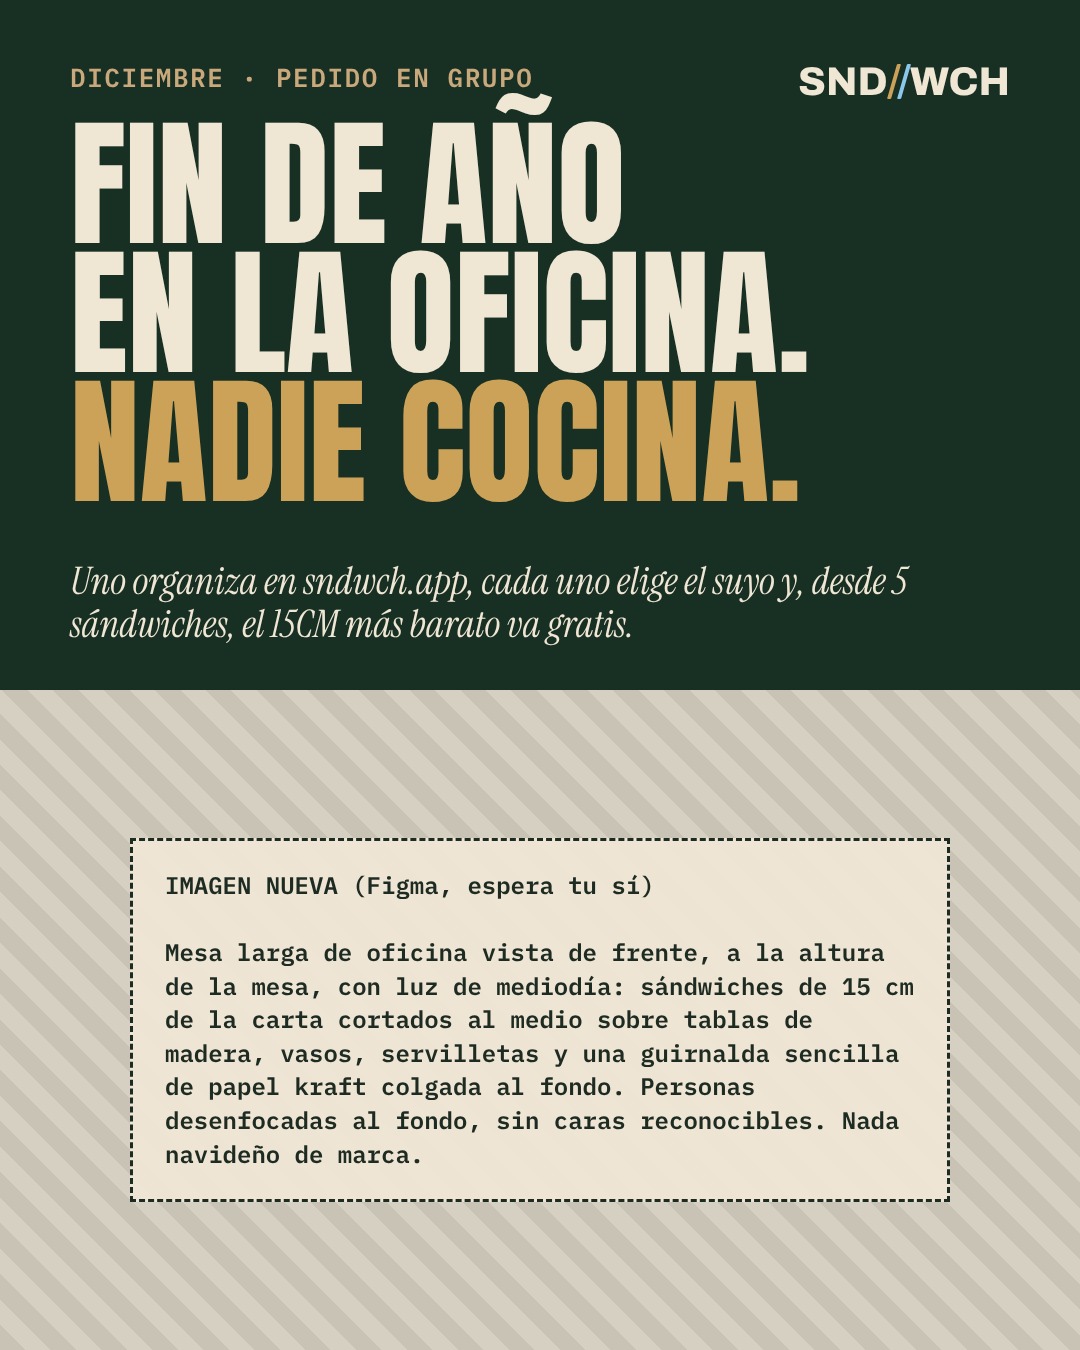 DICIEMBRE · PEDIDO EN GRUPO
SND//WCH
FIN DE AÑO
EN LA OFICINA.
NADIE COCINA.
Uno organiza en sndwch.app, cada uno elige el suyo y, desde 5
sándwiches, el 15CM más barato va gratis.
IMAGEN NUEVA (Figma, espera tu sí)
Mesa larga de oficina vista de frente, a la altura
de la mesa, con luz de mediodía: sándwiches de 15 cm
de la carta cortados al medio sobre tablas de
madera, vasos, servilletas y una guirnalda sencilla
de papel kraft colgada al fondo. Personas
desenfocadas al fondo, sin caras reconocibles. Nada
navideño de marca.